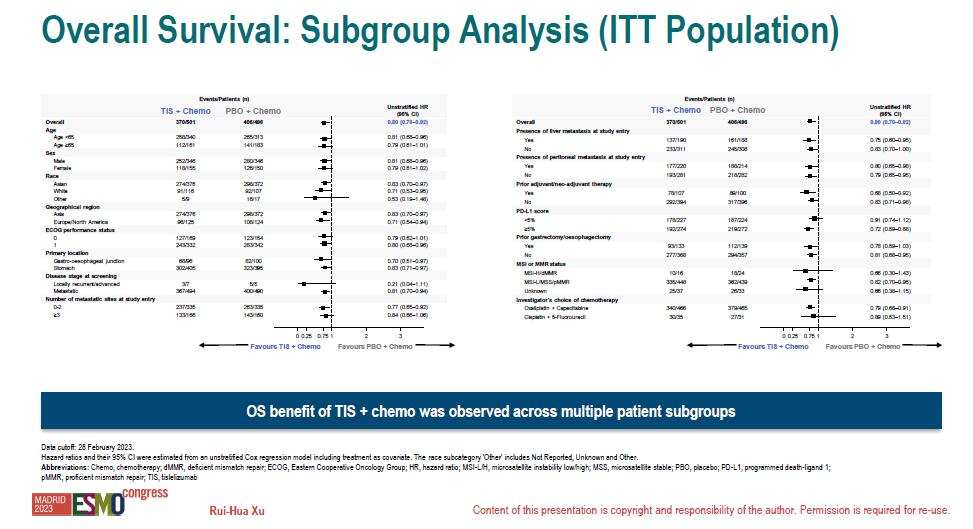 Overall Survival: Subgroup Analysis (ITT Population)
Events/Patients (n)
TIS + Chemo PBO + Chemo Unstratified HR (95% CI)
Overall 370/501 406/496 0.80 (0.70–0.92)
Age
Age <65 258/340 265/313 0.81 (0.68–0.96)
Age ≥65 112/161 141/183 0.79 (0.61–1.01)
Sex
Male 252/346 280/346 0.81 (0.68–0.96)
Female 118/155 126/150 0.79 (0.61–1.02)
Race
Asian 274/376 298/372 0.83 (0.70–0.97)
White 91/116 92/107 0.71 (0.53–0.95)
Other 5/9 16/17 0.53 (0.19–1.48)
Geographical region
Asia 274/376 298/372 0.83 (0.70–0.97)
Europe/North America 96/125 108/124 0.71 (0.54–0.94)
ECOG performance status
0 127/169 123/154 0.79 (0.62–1.01)
1 243/332 283/342 0.80 (0.68–0.96)
Primary location
Gastro-oesophageal junction 68/96 82/100 0.70 (0.51–0.97)
Stomach 302/405 323/395 0.83 (0.71–0.97)
Disease stage at screening
Locally recurrent/advanced 3/7 5/5 0.21 (0.04–1.11)
Metastatic 367/494 400/490 0.81 (0.70–0.94)
Number of metastatic sites at study entry
0-2 237/335 263/336 0.77 (0.65–0.92)
≥3 133/166 143/160 0.84 (0.66–1.06)
0 0.25 0.75 1 2 3
Favours TIS + Chemo Favours PBO + Chemo
Events/Patients (n)
TIS + Chemo PBO + Chemo Unstratified HR (95% CI)
Overall 370/501 406/496 0.80 (0.70–0.92)
Presence of liver metastasis at study entry
Yes 137/190 161/188 0.75 (0.60–0.95)
No 233/311 245/308 0.83 (0.70–1.00)
Presence of peritoneal metastasis at study entry
Yes 177/220 188/214 0.80 (0.65–0.98)
No 193/281 218/282 0.79 (0.65–0.95)
Prior adjuvant/neo-adjuvant therapy
Yes 78/107 89/100 0.68 (0.50–0.92)
No 292/394 317/396 0.83 (0.71–0.98)
PD-L1 score
<5% 178/227 187/224 0.91 (0.74–1.12)
≥5% 192/274 219/272 0.72 (0.59–0.88)
Prior gastrectomy/oesophagectomy
Yes 93/133 112/139 0.78 (0.59–1.03)
No 277/368 294/357 0.81 (0.68–0.95)
MSI or MMR status
MSI-H/dMMR 10/16 18/24 0.66 (0.30–1.43)
MSI-L/MSS/pMMR 335/448 362/439 0.82 (0.70–0.95)
Unknown 25/37 26/33 0.66 (0.38–1.15)
Investigator's choice of chemotherapy
Oxaliplatin + Capecitabine 340/466 379/465 0.79 (0.68–0.91)
Cisplatin + 5-Fluorouracil 30/35 27/31 0.89 (0.53–1.51)
0 0.25 0.75 1 2 3
Favours TIS + Chemo Favours PBO + Chemo
OS benefit of TIS + chemo was observed across multiple patient subgroups
Data cutoff: 28 February 2023.
Hazard ratios and their 95% CI were estimated from an unstratified Cox regression model including treatment as covariate. The race subcategory 'Other' includes Not Reported, Unknown and Other.
Abbreviations: Chemo, chemotherapy; dMMR, deficient mismatch repair; ECOG, Eastern Cooperative Oncology Group; HR, hazard ratio; MSI-L/H, microsatellite instability low/high; MSS, microsatellite stable; PBO, placebo; PD-L1, programmed death-ligand 1;
pMMR, proficient mismatch repair; TIS, tislelizumab
MADRID 2023 ESMO congress
Rui-Hua Xu
Content of this presentation is copyright and responsibility of the author. Permission is required for re-use.